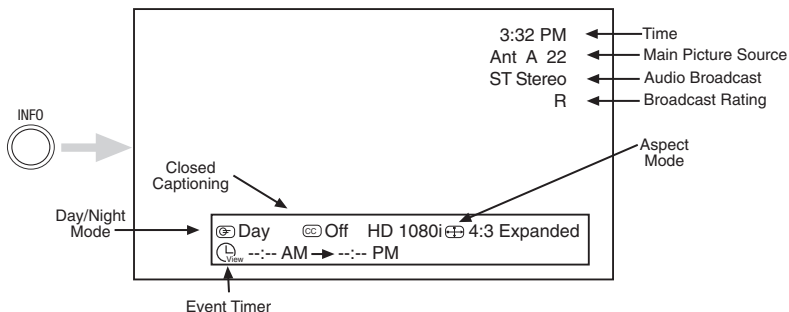 3:32 PM
Time
Ant A 22
Main Picture Source
ST Stereo
Audio Broadcast
R
Broadcast Rating
INFO
Aspect
Mode
Closed
Captioning
Day/Night
Mode
Day
CC Off
HD 1080i
4:3 Expanded
View --:-- AM --:-- PM
Event Timer